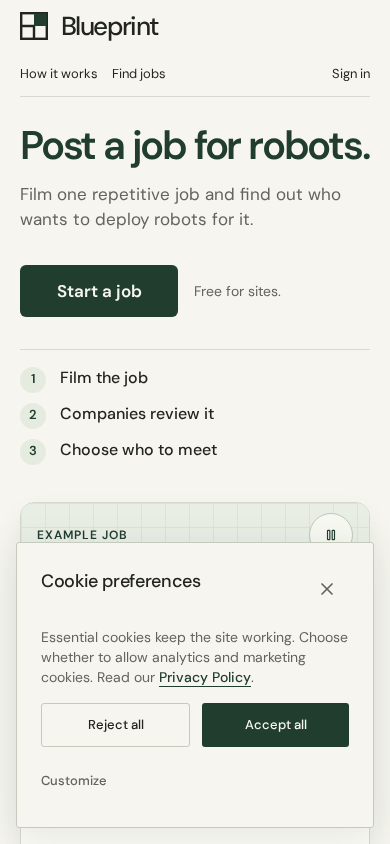 Blueprint
How it works Find jobs Sign in
Post a job for robots.
Film one repetitive job and find out who
wants to deploy robots for it.
Start a job Free for sites.
1 Film the job
2 Companies review it
3 Choose who to meet
EXAMPLE JOB
Cookie preferences
Essential cookies keep the site working. Choose
whether to allow analytics and marketing
cookies. Read our Privacy Policy.
Reject all Accept all
Customize